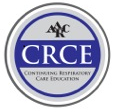 AARC
CRCE
CONTINUING RESPIRATORY
CARE EDUCATION